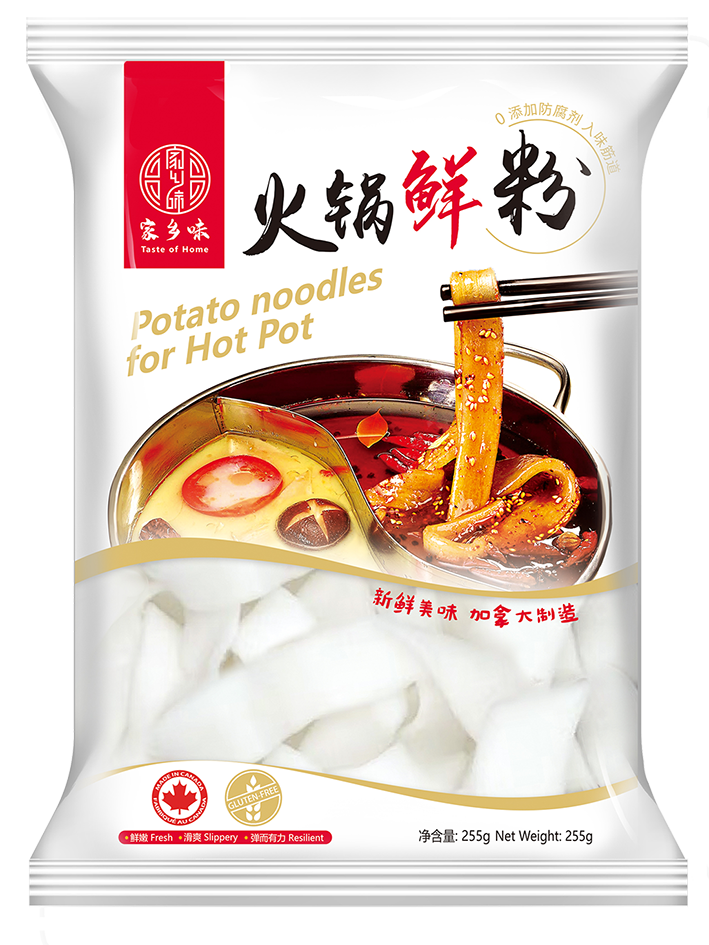 0 添加防腐剂 入味筋道
家乡味
家乡味
Taste of Home
火锅鲜粉
Potato noodles
for Hot Pot
新鲜美味 加拿大制造
MADE IN CANADA
FABRIQUÉ AU CANADA
GLUTEN-FREE
•鲜嫩 Fresh •滑爽 Slippery •弹而有力 Resilient
净含量: 255g Net Weight: 255g